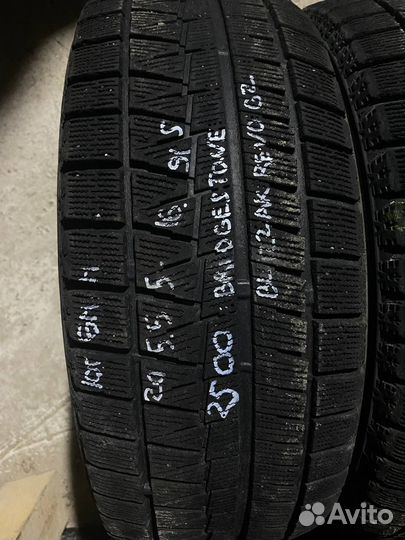 205 55 16 91 S
2500 BRIDGESTONE
BLIZZAK REVO GZ
Avito